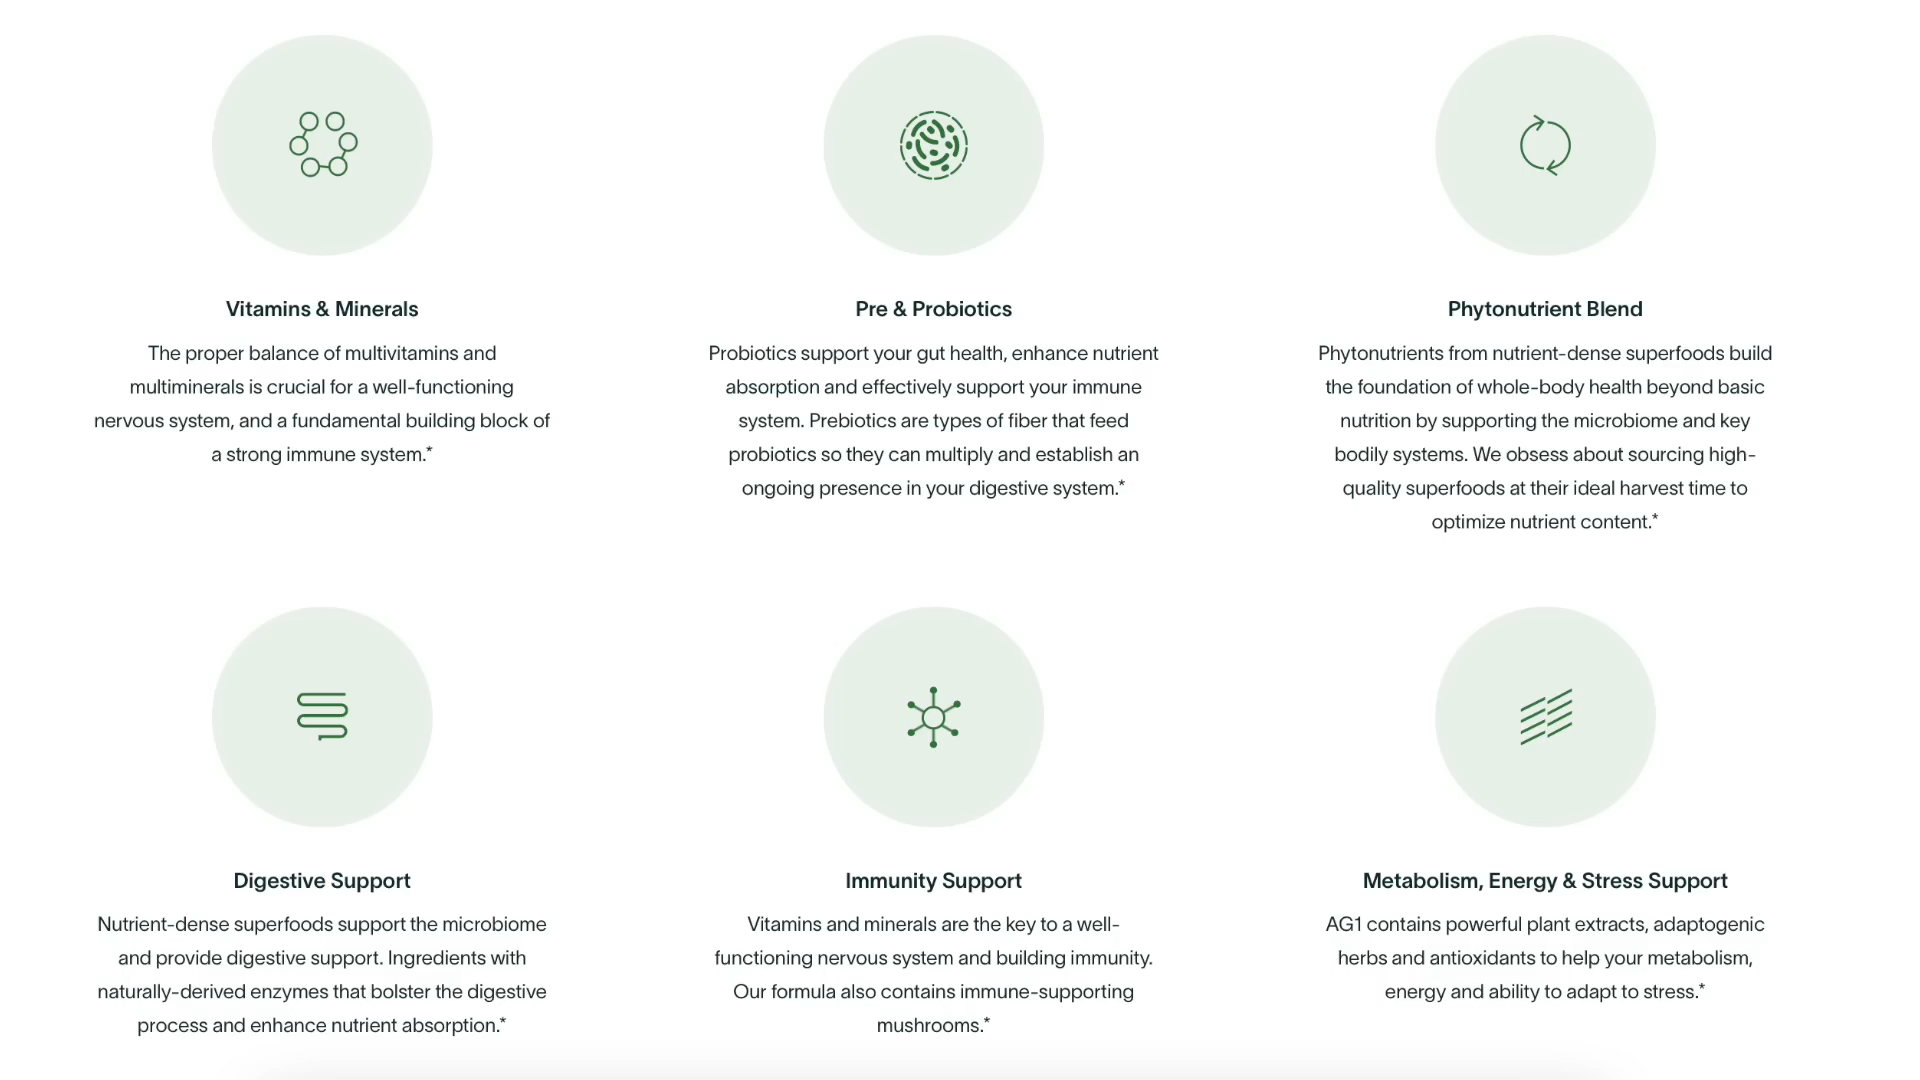 Vitamins & Minerals
The proper balance of multivitamins and
multiminerals is crucial for a well-functioning
nervous system, and a fundamental building block of
a strong immune system.*
Pre & Probiotics
Probiotics support your gut health, enhance nutrient
absorption and effectively support your immune
system. Prebiotics are types of fiber that feed
probiotics so they can multiply and establish an
ongoing presence in your digestive system.*
Phytonutrient Blend
Phytonutrients from nutrient-dense superfoods build
the foundation of whole-body health beyond basic
nutrition by supporting the microbiome and key
bodily systems. We obsess about sourcing high-
quality superfoods at their ideal harvest time to
optimize nutrient content.*
Digestive Support
Nutrient-dense superfoods support the microbiome
and provide digestive support. Ingredients with
naturally-derived enzymes that bolster the digestive
process and enhance nutrient absorption.*
Immunity Support
Vitamins and minerals are the key to a well-
functioning nervous system and building immunity.
Our formula also contains immune-supporting
mushrooms.*
Metabolism, Energy & Stress Support
AG1 contains powerful plant extracts, adaptogenic
herbs and antioxidants to help your metabolism,
energy and ability to adapt to stress.*